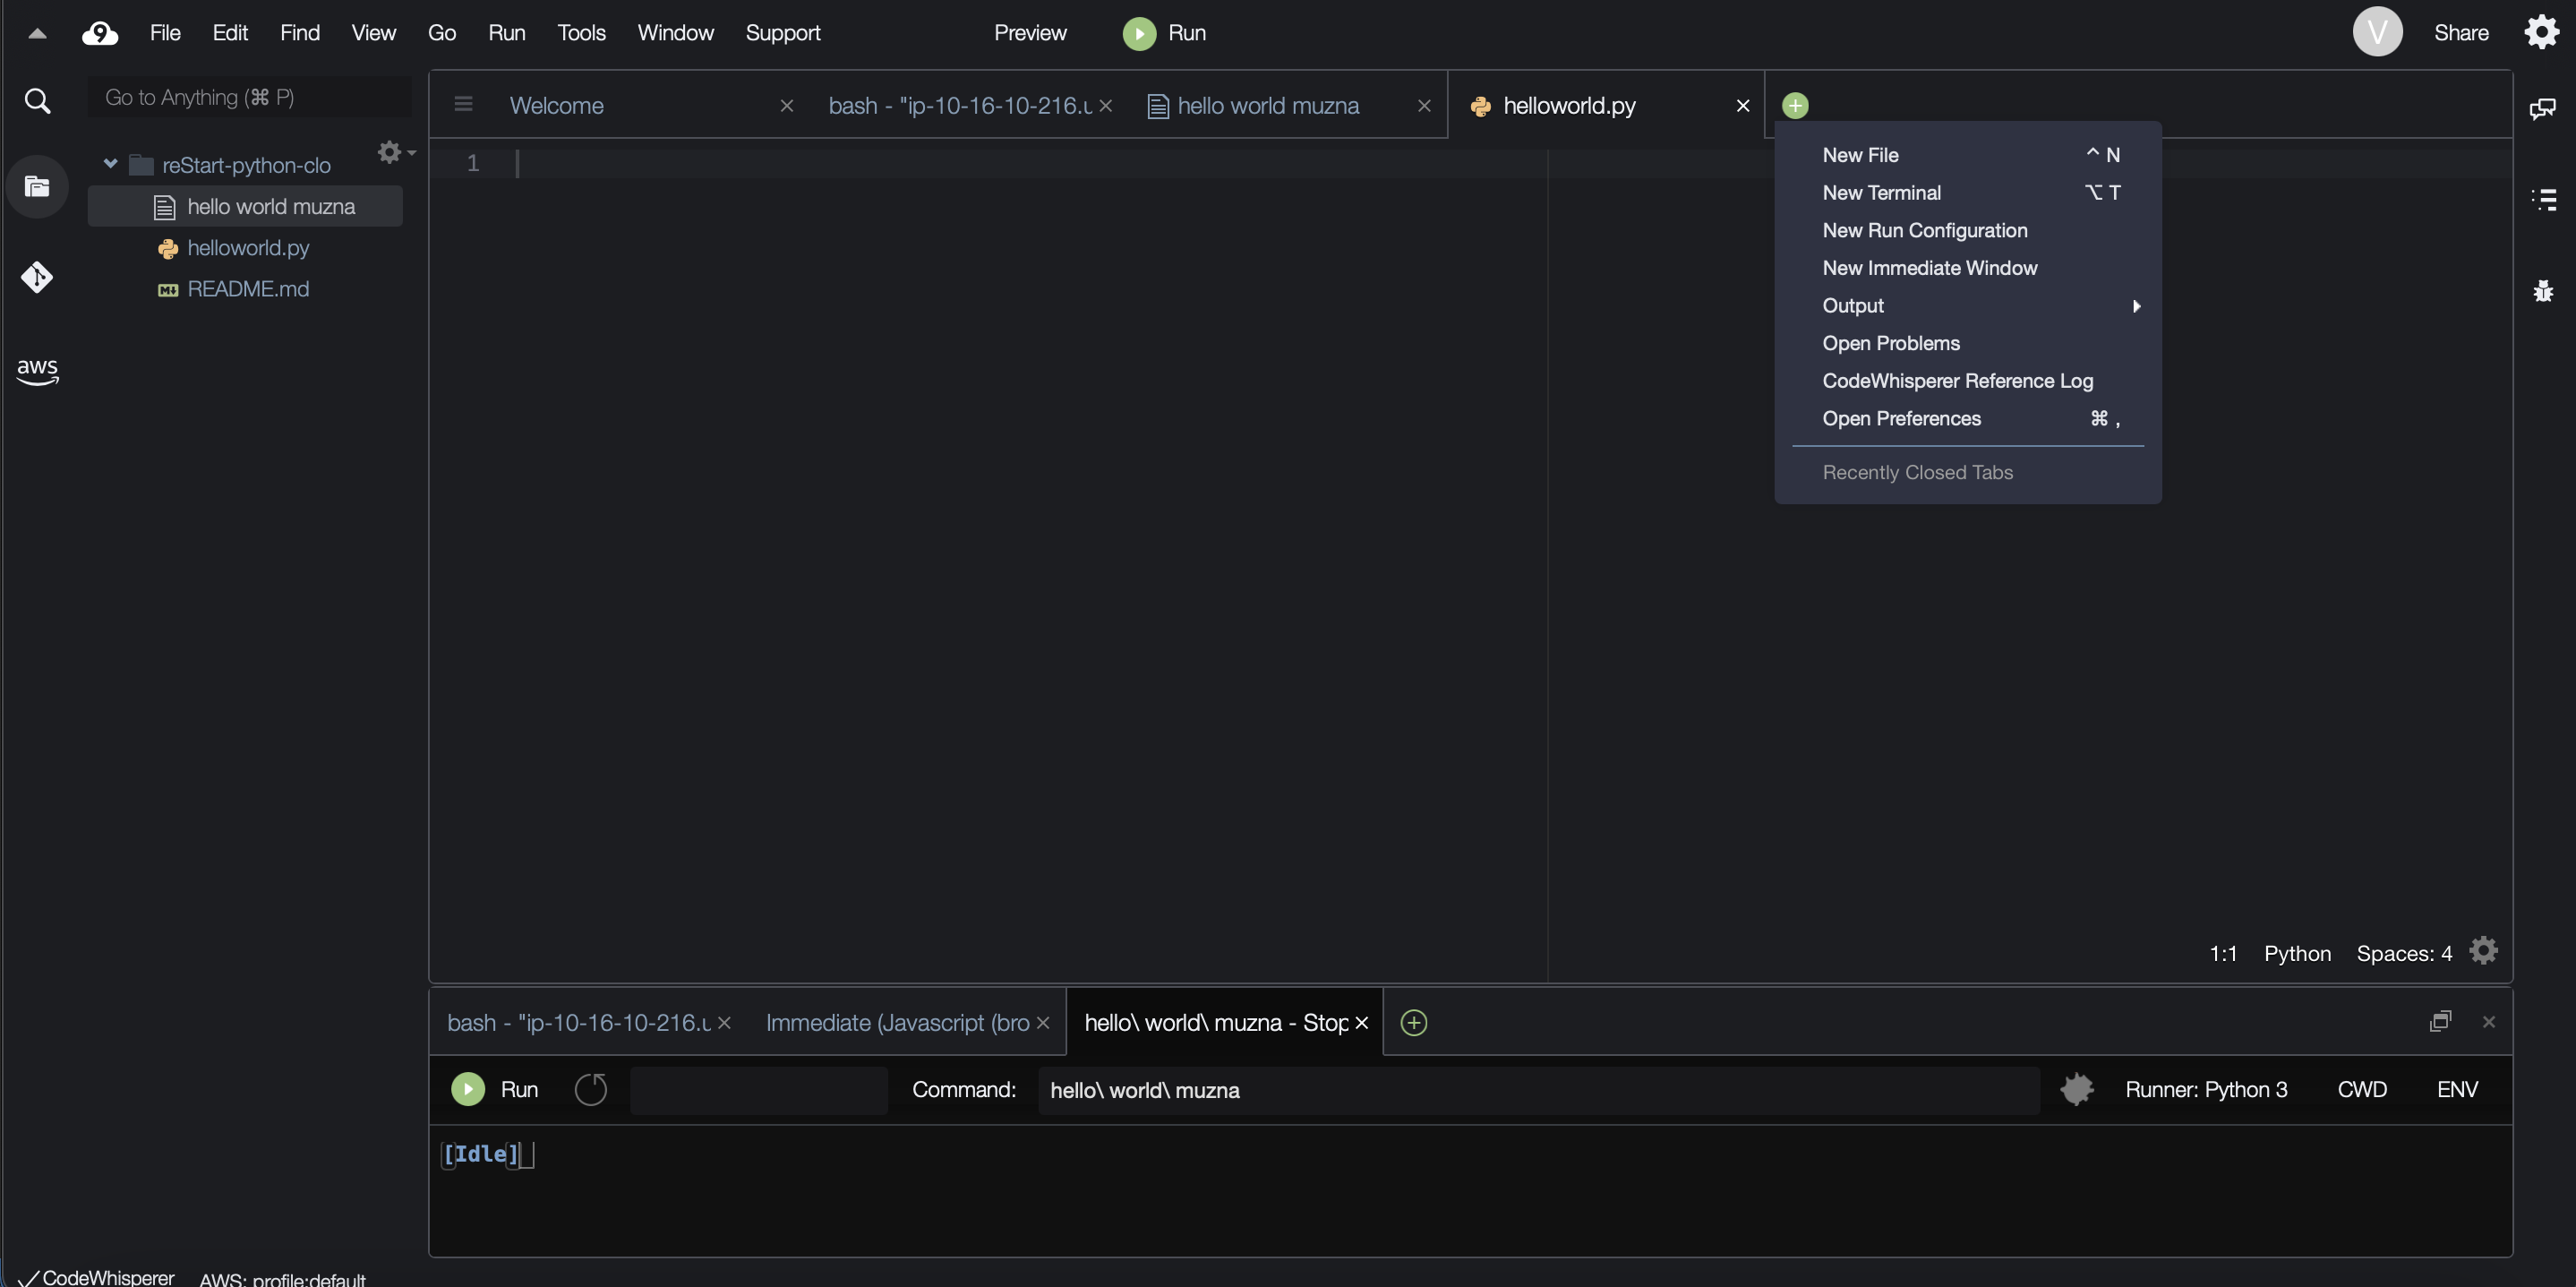 9 File Edit Find View Go Run Tools Window Support Preview Run V Share
Go to Anything (⌘ P)
Welcome bash - "ip-10-16-10-216.u hello world muzna helloworld.py
reStart-python-clo
hello world muzna
helloworld.py
README.md
aws
1
New File ^ N
New Terminal ⌥ T
New Run Configuration
New Immediate Window
Output
Open Problems
CodeWhisperer Reference Log
Open Preferences ⌘ ,
Recently Closed Tabs
1:1 Python Spaces: 4
bash - "ip-10-16-10-216.u Immediate (Javascript (bro hello\ world\ muzna - Stop
Run Command: hello\ world\ muzna Runner: Python 3 CWD ENV
[Idle]
CodeWhisperer AWS: profile:default